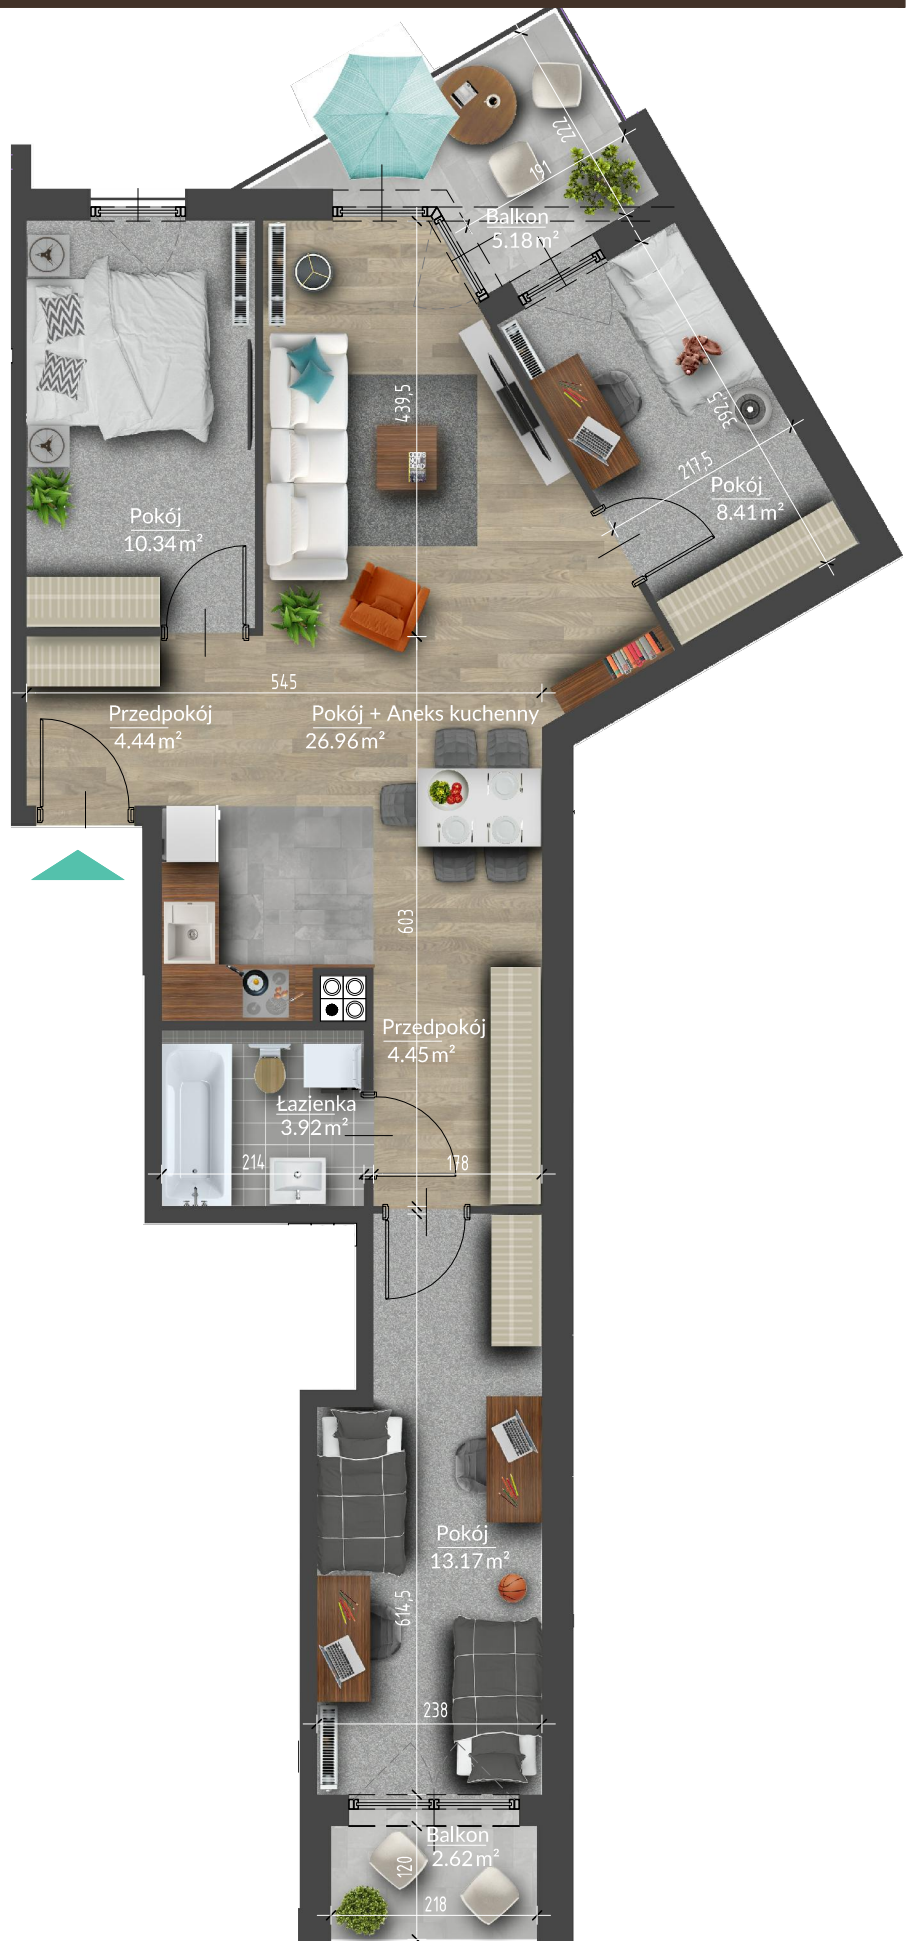 222
191
Balkon
5.18 m²
439,5
392,5
217,5
Pokój
8.41 m²
Pokój
10.34 m²
545
Przedpokój
4.44 m²
Pokój + Aneks kuchenny
26.96 m²
603
Przedpokój
4.45 m²
Łazienka
3.92 m²
214
178
Pokój
13.17 m²
614,5
238
Balkon
2.62 m²
120
218